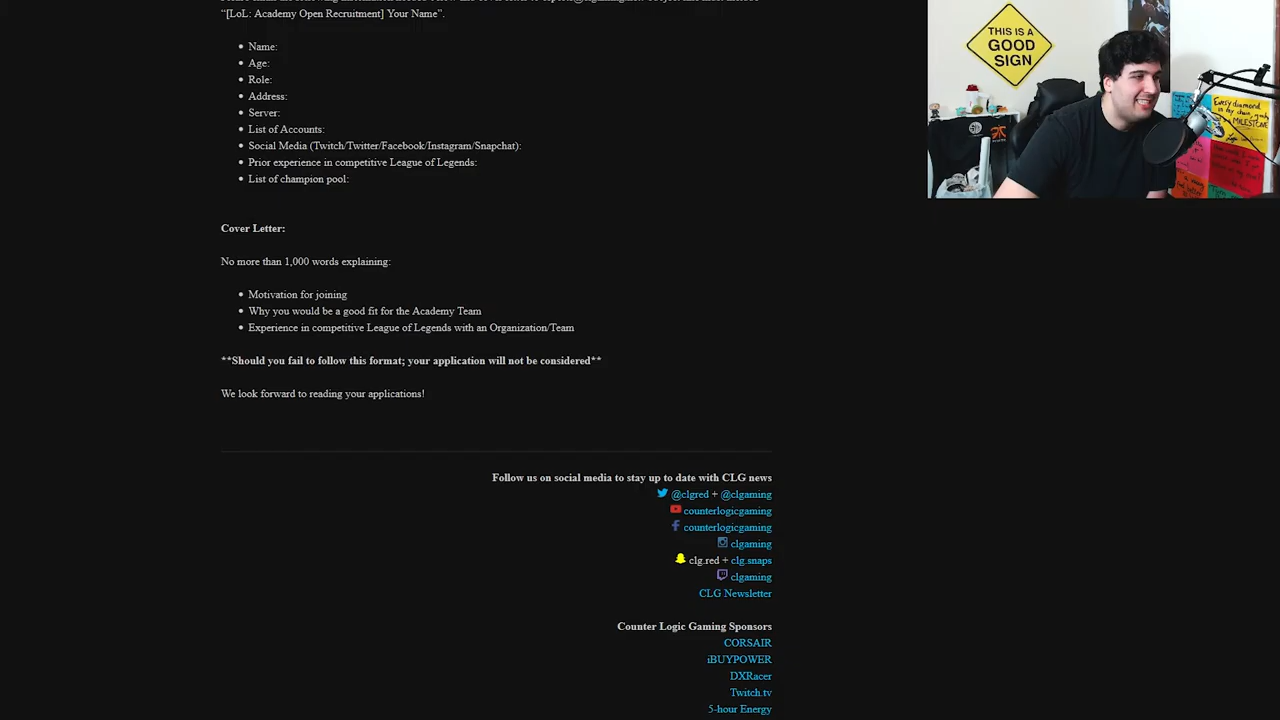 "[LoL: Academy Open Recruitment] Your Name".
Name:
Age:
Role:
Address:
Server:
List of Accounts:
Social Media (Twitch/Twitter/Facebook/Instagram/Snapchat):
Prior experience in competitive League of Legends:
List of champion pool:
Cover Letter:
No more than 1,000 words explaining:
Motivation for joining
Why you would be a good fit for the Academy Team
Experience in competitive League of Legends with an Organization/Team
**Should you fail to follow this format; your application will not be considered**
We look forward to reading your applications!
Follow us on social media to stay up to date with CLG news
@clgred + @clgaming
counterlogicgaming
counterlogicgaming
clgaming
clg.red + clg.snaps
clgaming
CLG Newsletter
Counter Logic Gaming Sponsors
CORSAIR
iBUYPOWER
DXRacer
Twitch.tv
5-hour Energy
THIS IS A
GOOD
SIGN
Every diamond
MILESTONE